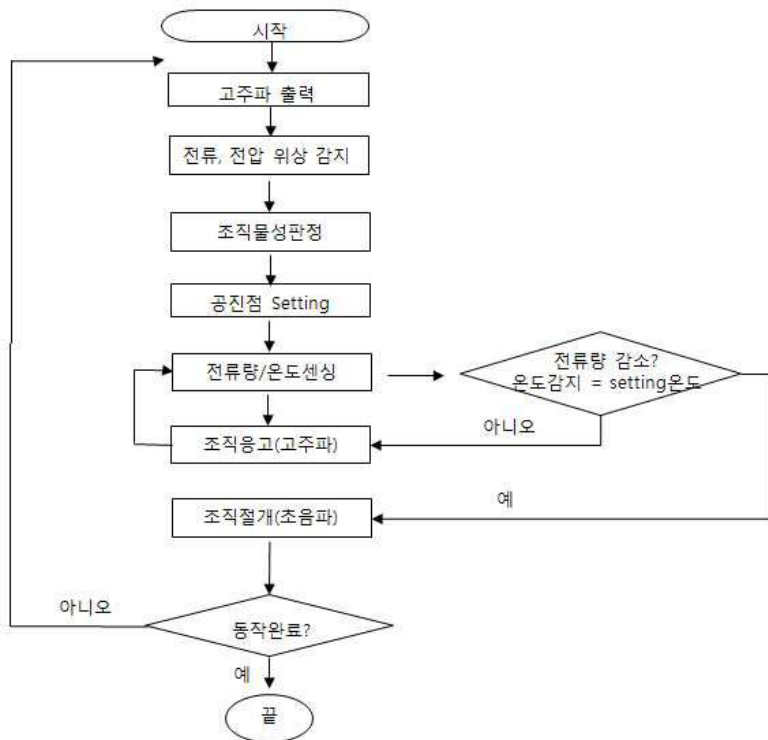 시작
고주파 출력
전류, 전압 위상 감지
조직물성판정
공진점 Setting
전류량/온도센싱
전류량 감소?
온도감지 = setting온도
아니오
조직응고(고주파)
예
조직절개(초음파)
아니오
동작완료?
예
끝